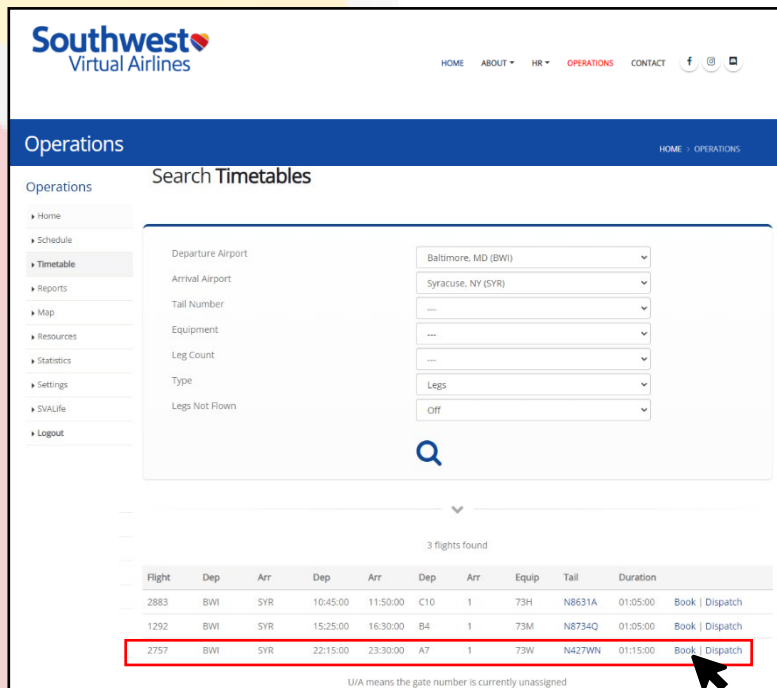 Southwest
Virtual Airlines
HOME ABOUT HR OPERATIONS CONTACT
Operations
HOME > OPERATIONS
Operations
Home
Schedule
Timetable
Reports
Map
Resources
Statistics
Settings
SVALife
Logout
Search Timetables
Departure Airport Baltimore, MD (BWI)
Arrival Airport Syracuse, NY (SYR)
Tail Number ---
Equipment ---
Leg Count ---
Type Legs
Legs Not Flown Off
3 flights found
Flight Dep Arr Dep Arr Dep Arr Equip Tail Duration
2883 BWI SYR 10:45:00 11:50:00 C10 1 73H N8631A 01:05:00 Book | Dispatch
1292 BWI SYR 15:25:00 16:30:00 B4 1 73M N8734Q 01:05:00 Book | Dispatch
2757 BWI SYR 22:15:00 23:30:00 A7 1 73W N427WN 01:15:00 Book | Dispatch
U/A means the gate number is currently unassigned